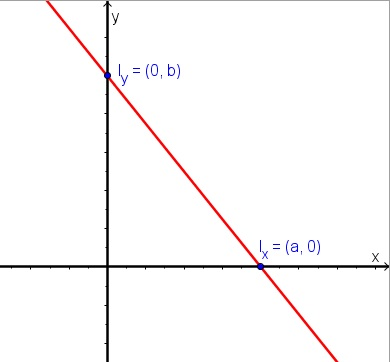 y
I_y = (0, b)
I_x = (a, 0)
x